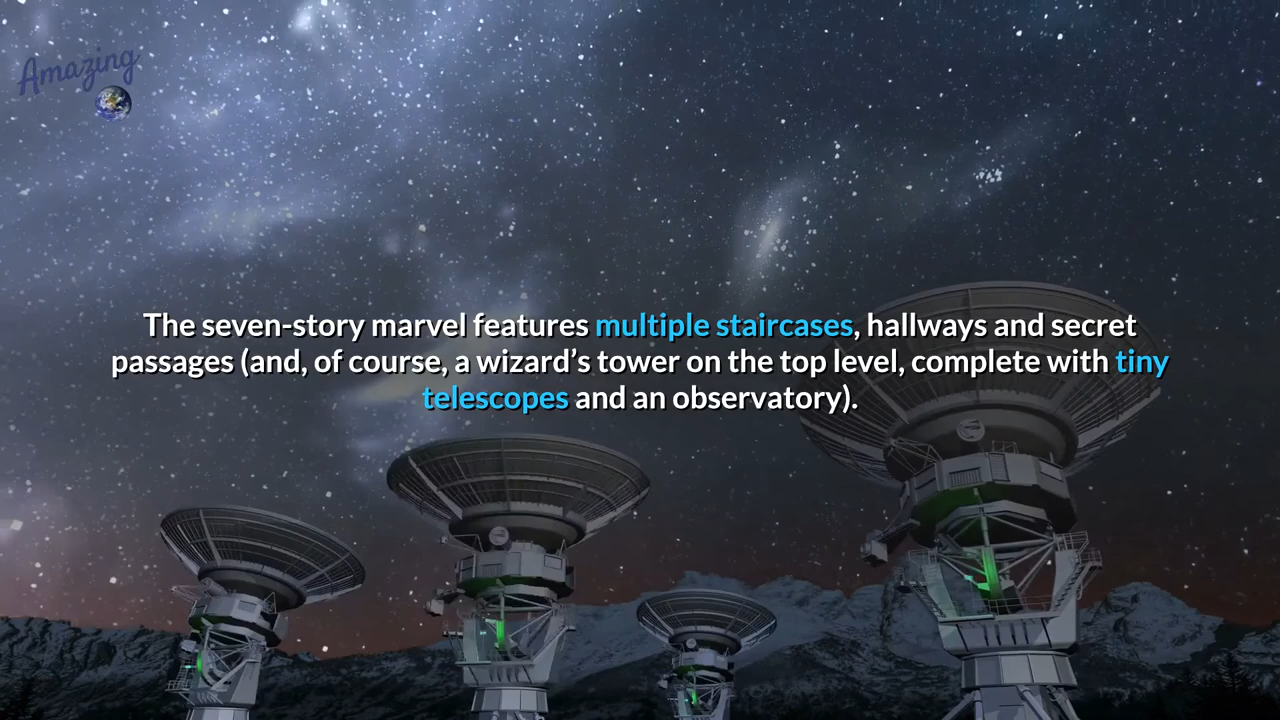 Amazing
The seven-story marvel features multiple staircases, hallways and secret
passages (and, of course, a wizard’s tower on the top level, complete with tiny
telescopes and an observatory).